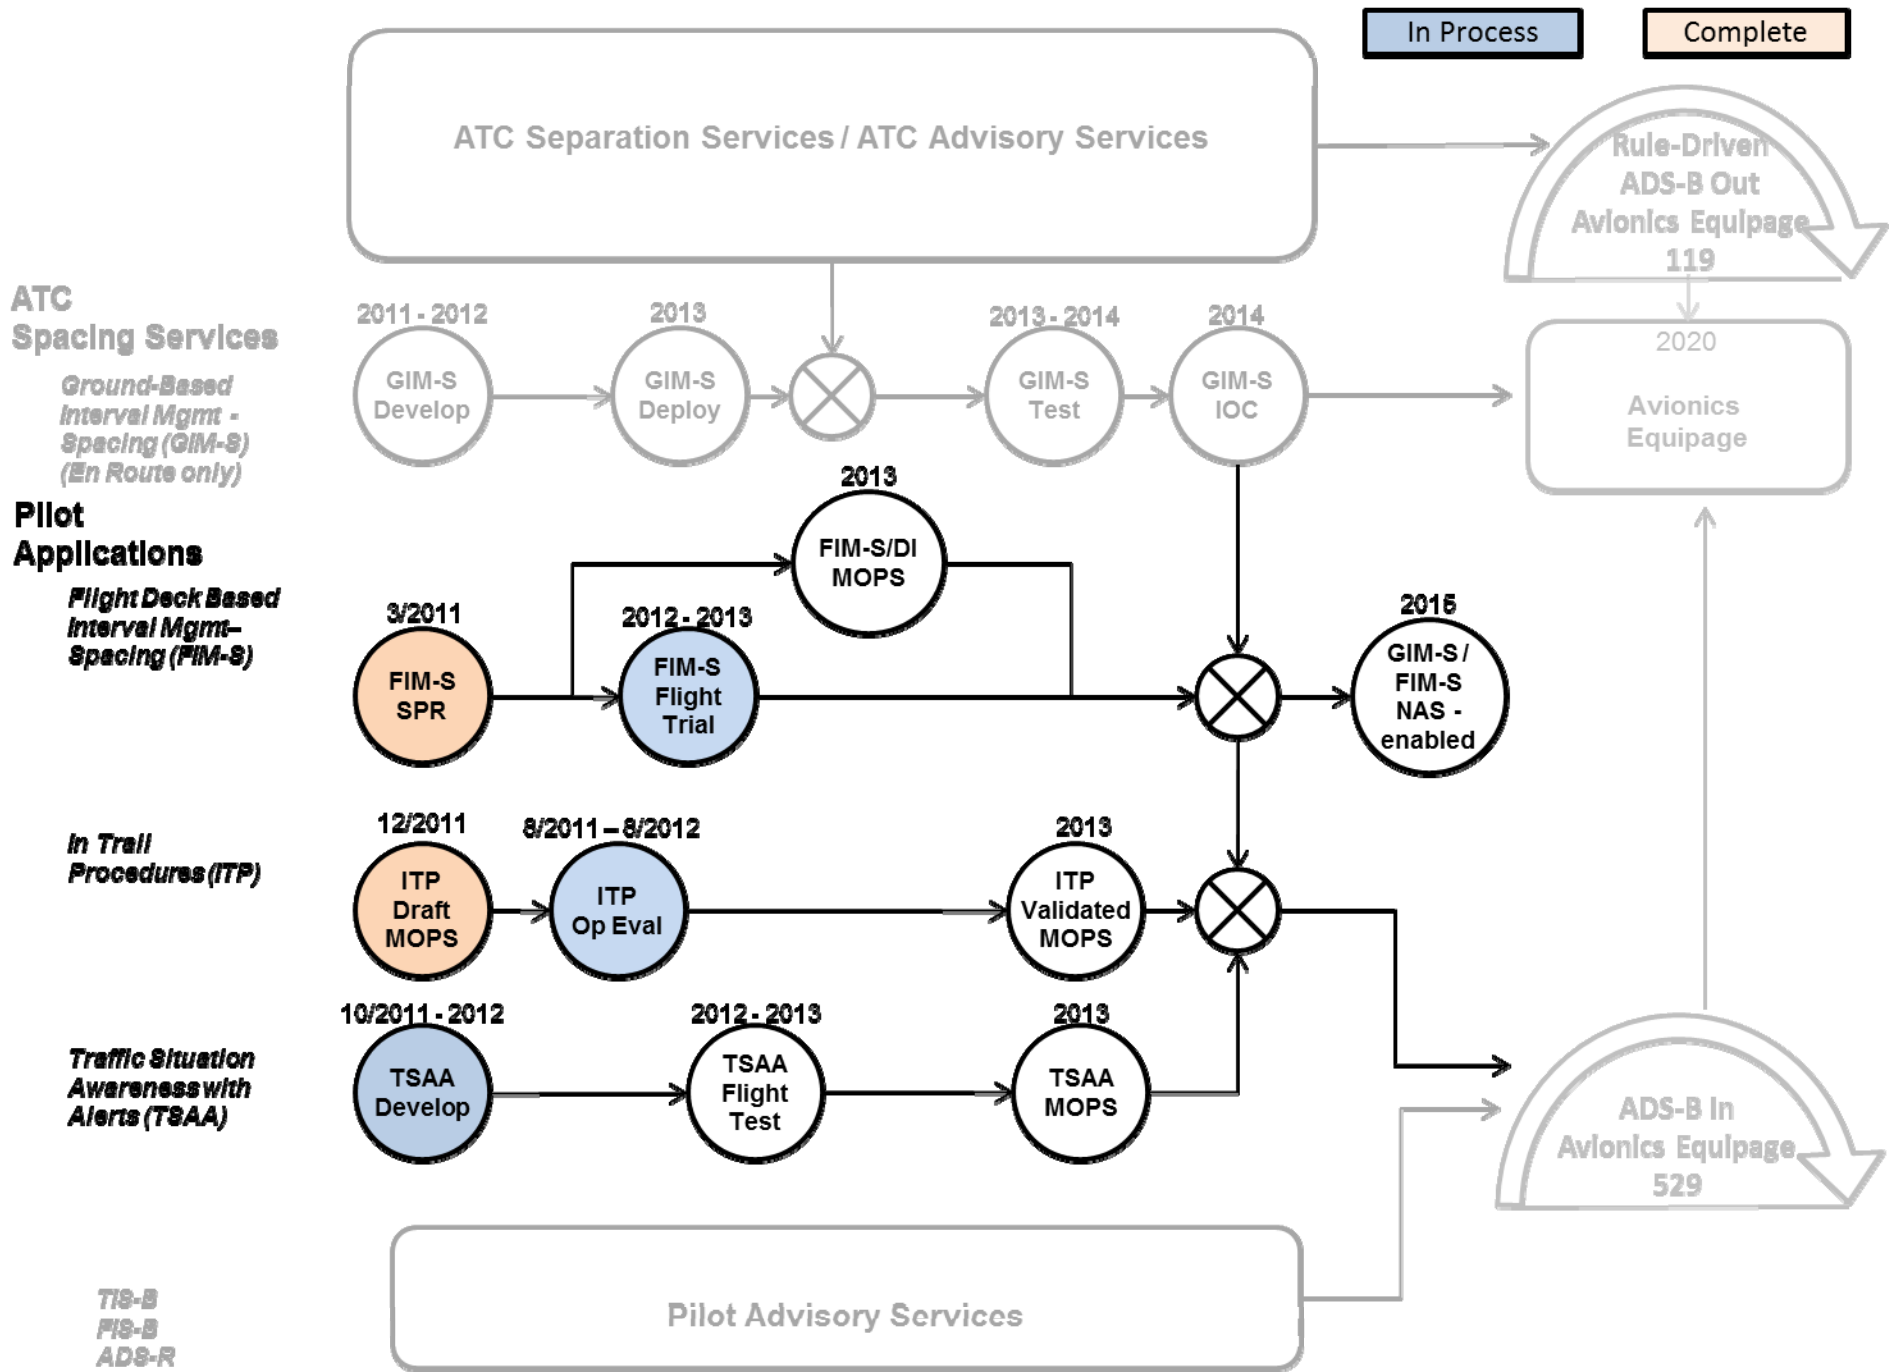 In Process
Complete
ATC Separation Services / ATC Advisory Services
Rule-Driven
ADS-B Out
Avionics Equipage
119
ATC
Spacing Services
Ground-Based
Interval Mgmt -
Spacing (GIM-S)
(En Route only)
2011 - 2012
GIM-S
Develop
2013
GIM-S
Deploy
2013 - 2014
GIM-S
Test
2014
GIM-S
IOC
2020
Avionics
Equipage
Pilot
Applications
Flight Deck Based
Interval Mgmt–
Spacing (FIM-S)
3/2011
FIM-S
SPR
2013
FIM-S/DI
MOPS
2012 - 2013
FIM-S
Flight
Trial
2015
GIM-S /
FIM-S
NAS -
enabled
In Trail
Procedures (ITP)
12/2011
ITP
Draft
MOPS
8/2011 – 8/2012
ITP
Op Eval
2013
ITP
Validated
MOPS
Traffic Situation
Awareness with
Alerts (TSAA)
10/2011 - 2012
TSAA
Develop
2012 - 2013
TSAA
Flight
Test
2013
TSAA
MOPS
ADS-B In
Avionics Equipage
529
TIS-B
FIS-B
ADS-R
Pilot Advisory Services